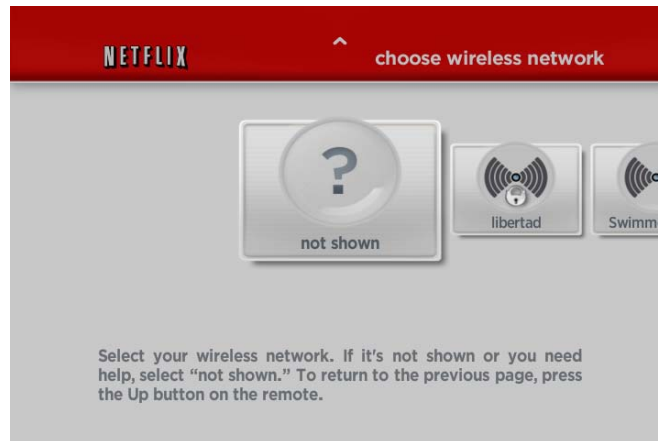 NETFLIX
choose wireless network
?
not shown
libertad
Select your wireless network. If it's not shown or you need
help, select “not shown.” To return to the previous page, press
the Up button on the remote.